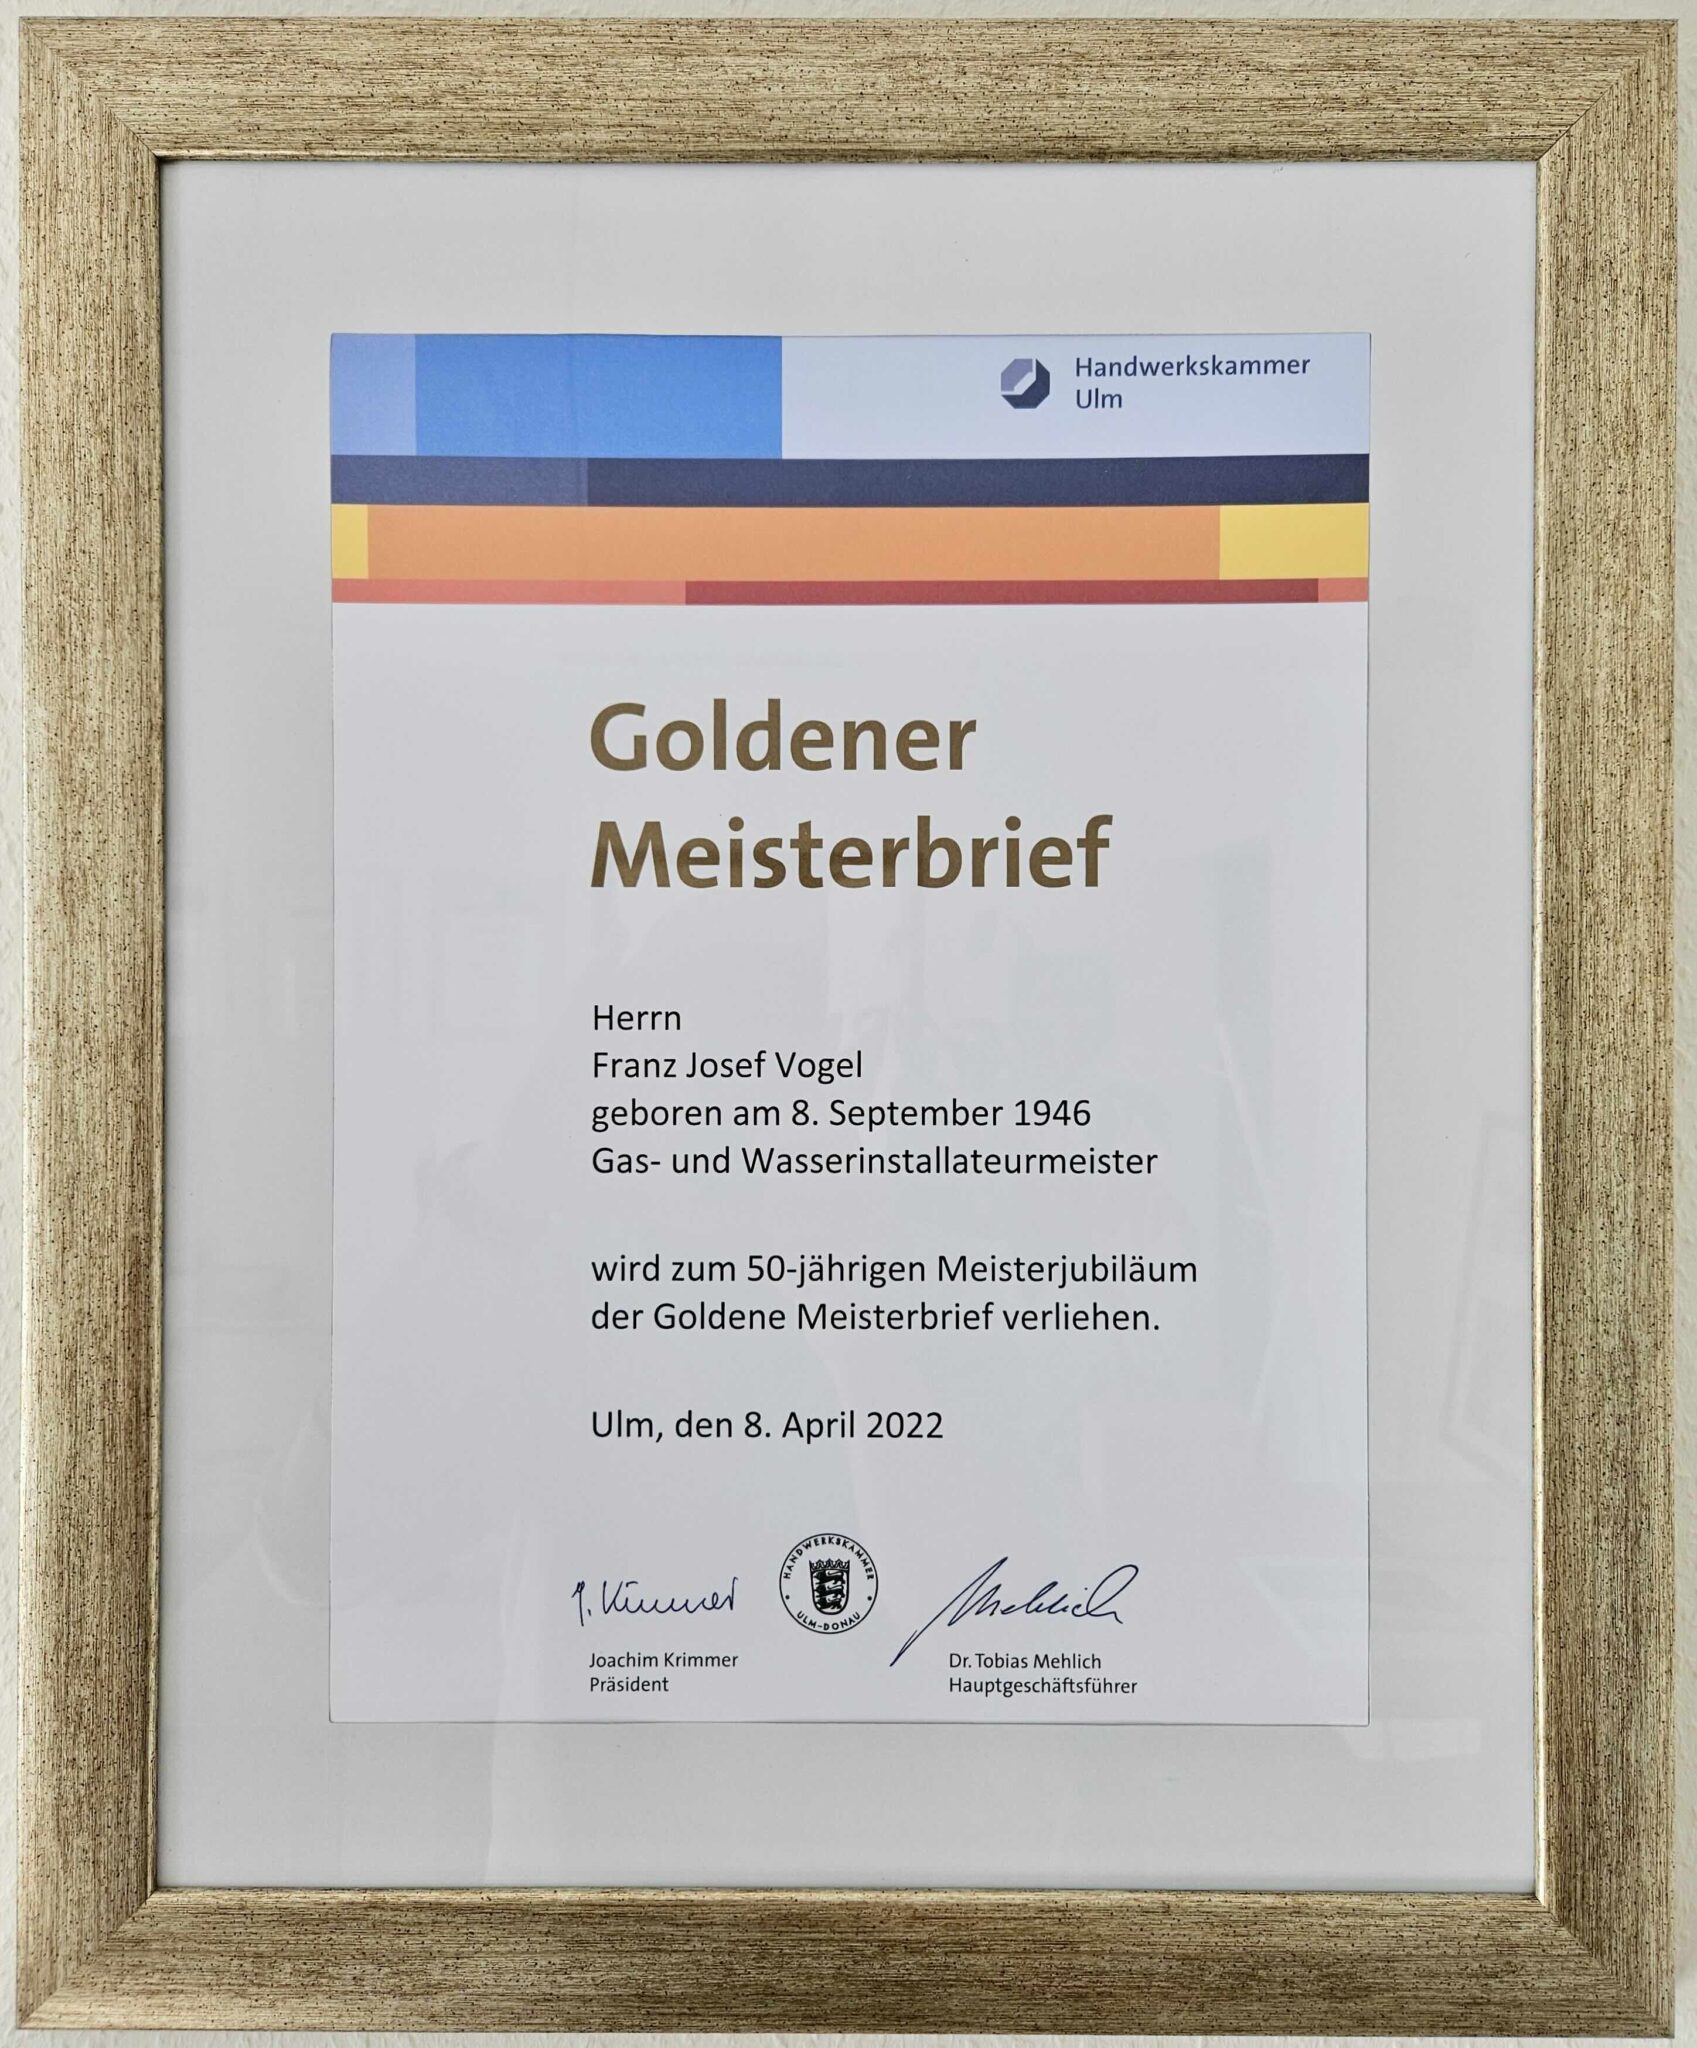 Handwerkskammer
Ulm
Goldener
Meisterbrief
Herrn
Franz Josef Vogel
geboren am 8. September 1946
Gas- und Wasserinstallateurmeister
wird zum 50-jährigen Meisterjubiläum
der Goldene Meisterbrief verliehen.
Ulm, den 8. April 2022
J. Krimmer
HANDWERKSKAMMER
ULM-DONAU
Mehlich
Joachim Krimmer
Präsident
Dr. Tobias Mehlich
Hauptgeschäftsführer